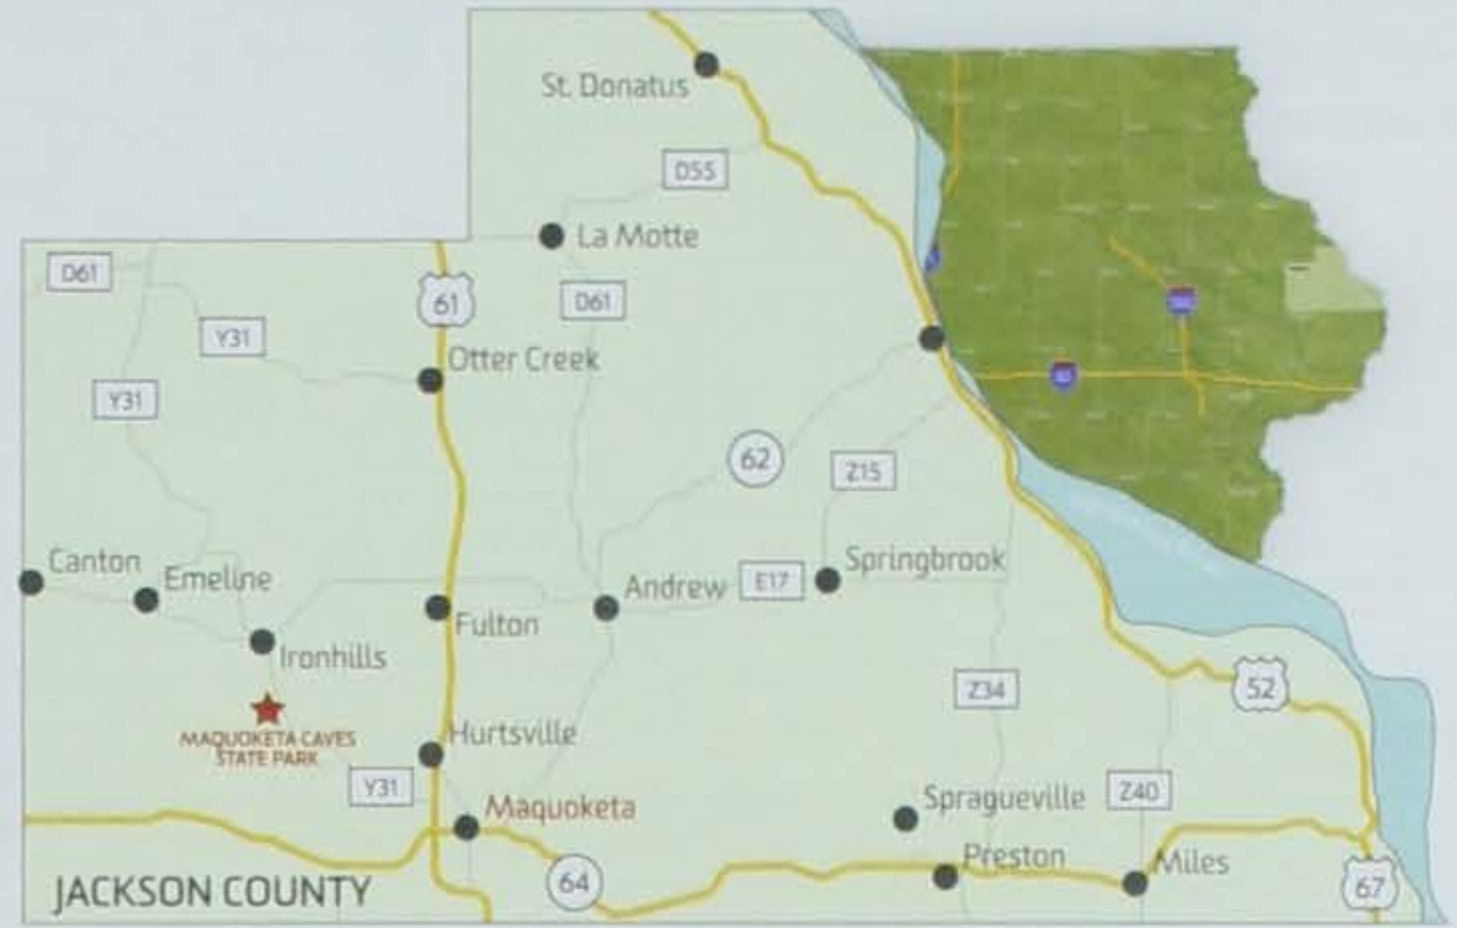 St. Donatus
D55
La Motte
D61
61
D61
Y31
Otter Creek
Y31
62
Z15
Canton
Emeline
Andrew
E17
Springbrook
Fulton
Ironhills
Z34
52
MAQUOKETA CAVES
STATE PARK
Hurtsville
Y31
Maquoketa
Spragueville
Z40
Preston
Miles
64
67
JACKSON COUNTY